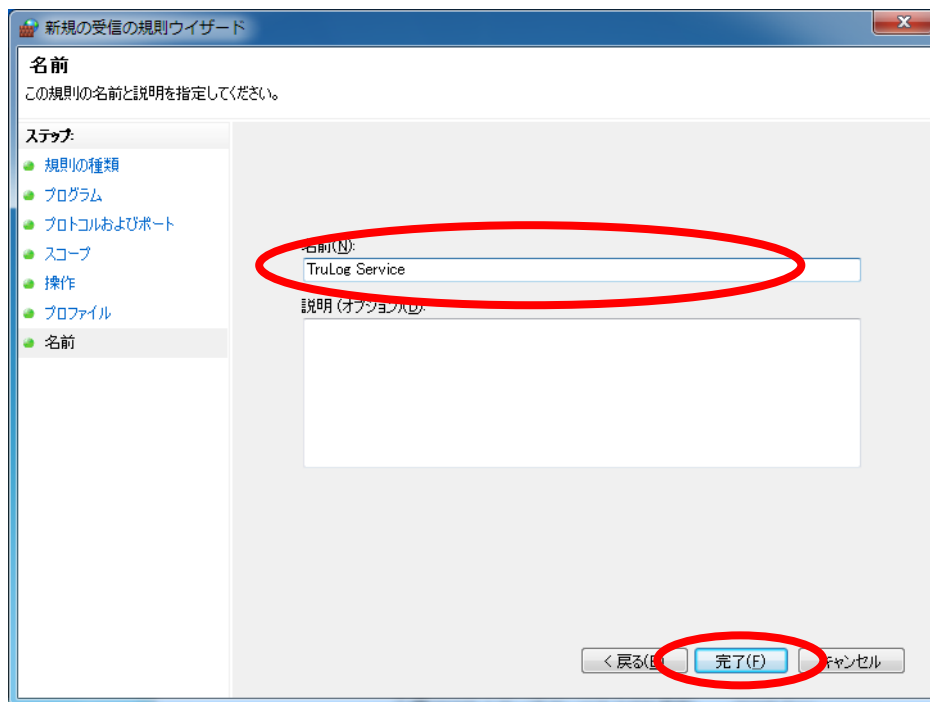 新規の受信の規則ウィザード
名前
この規則の名前と説明を指定してください。
ステップ:
規則の種類
プログラム
プロトコルおよびポート
スコープ
操作
プロファイル
名前
名前(N):
TruLog Service
説明 (オプション)(D):
< 戻る(B)
完了(F)
キャンセル